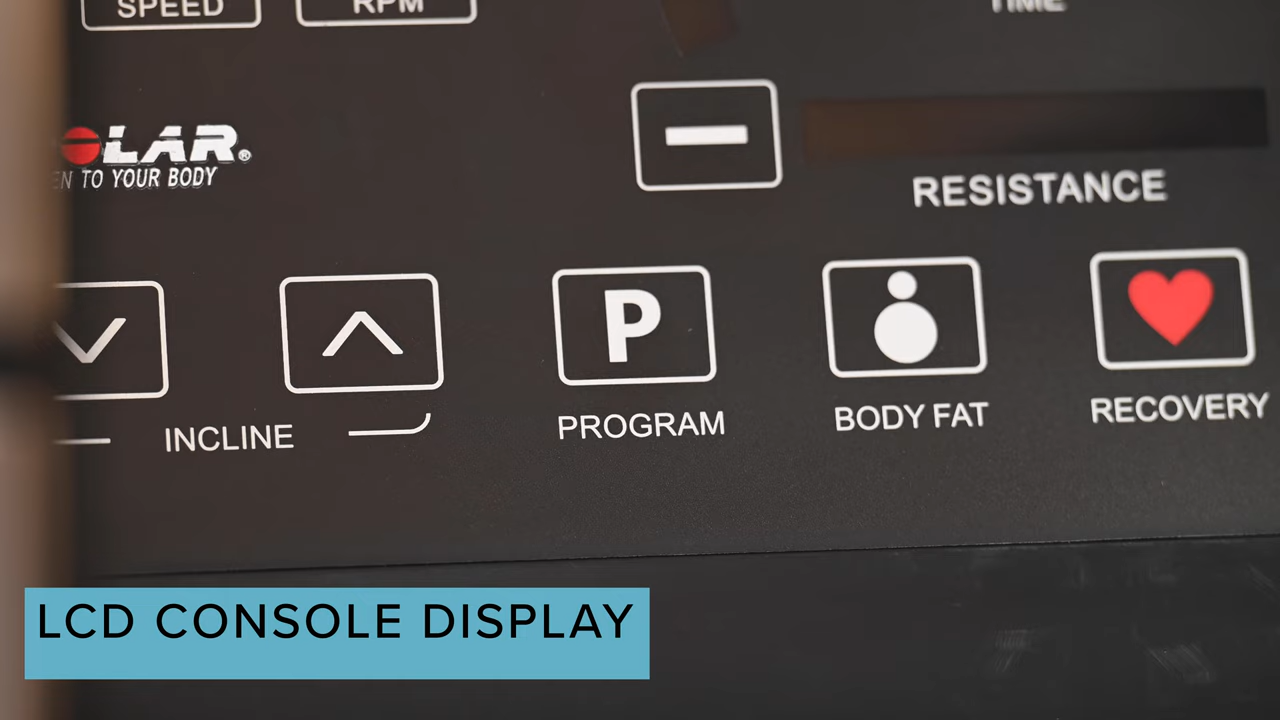 SPEED
RPM
TIME
OLAR®
EN TO YOUR BODY
RESISTANCE
P
INCLINE
PROGRAM
BODY FAT
RECOVERY
LCD CONSOLE DISPLAY